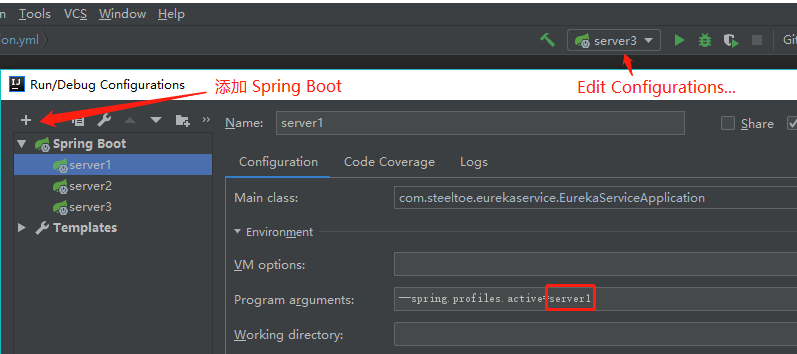 n Tools VCS Window Help
ion.yml
server3
Git
Run/Debug Configurations
添加 Spring Boot
Edit Configurations...
Name: server1
Share
Spring Boot
server1
server2
server3
Templates
Configuration Code Coverage Logs
Main class: com.steeltoe.eurekaservice.EurekaServiceApplication
Environment
VM options:
Program arguments: --spring.profiles.active=server1
Working directory: